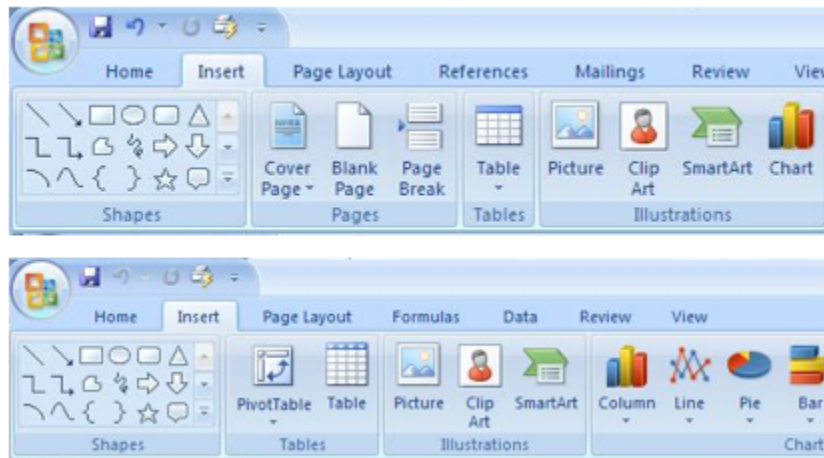 Home Insert Page Layout References Mailings Review View
Cover Page Blank Page Page Break Table Picture Clip Art SmartArt Chart
Shapes Pages Tables Illustrations
Home Insert Page Layout Formulas Data Review View
PivotTable Table Picture Clip Art SmartArt Column Line Pie Bar
Shapes Tables Illustrations Chart